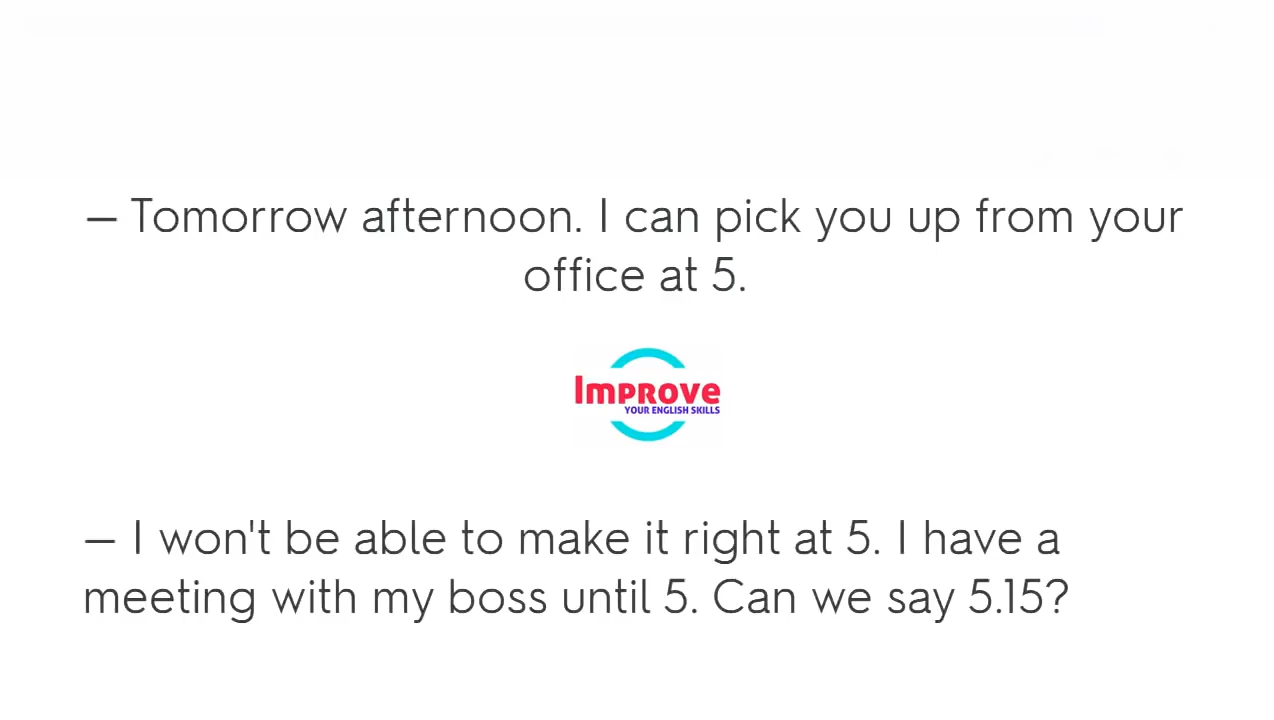 – Tomorrow afternoon. I can pick you up from your
office at 5.
Improve
YOUR ENGLISH SKILLS
– I won't be able to make it right at 5. I have a
meeting with my boss until 5. Can we say 5.15?